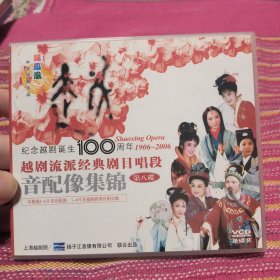 纪念越剧诞生100周年
Shaoxing Opera
1906~2006
越剧流派经典剧目唱段
音配像集锦
第八碟
上海越剧院
扬子江音像有限公司
联合出品
VCD